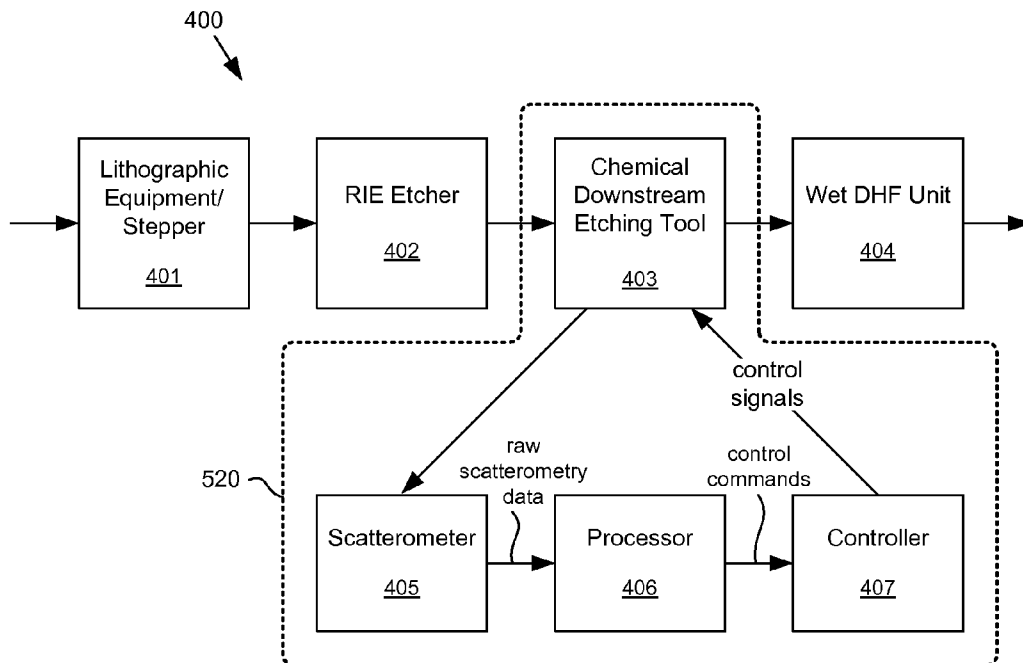 400
Lithographic
Equipment/
Stepper
401
RIE Etcher
402
Chemical
Downstream
Etching Tool
403
Wet DHF Unit
404
control
signals
raw
scatterometry
data
control
commands
520
Scatterometer
405
Processor
406
Controller
407